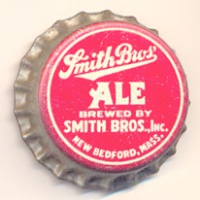 Smith Bros'
ALE
BREWED BY
SMITH BROS., INC.
NEW BEDFORD, MASS.